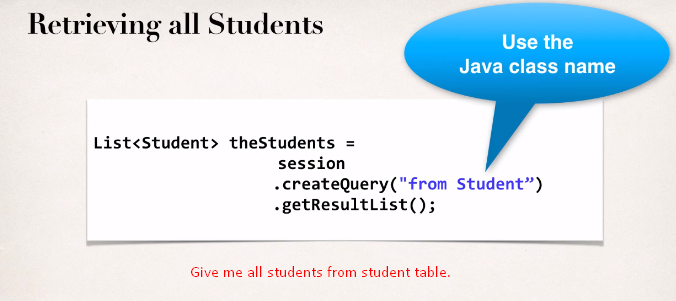 Retrieving all Students
Use the
Java class name
List<Student> theStudents =
session
.createQuery("from Student”)
.getResultList();
Give me all students from student table.